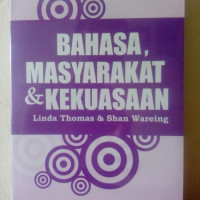 BAHASA,
MASYARAKAT
& KEKUASAAN
Linda Thomas & Shan Wareing